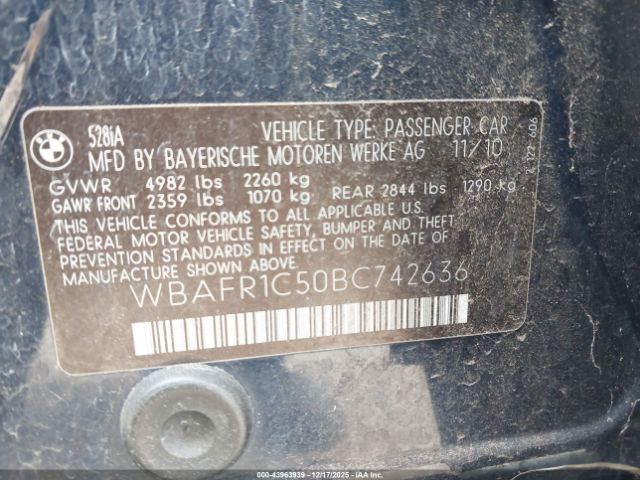 BMW
528iA VEHICLE TYPE: PASSENGER CAR
MFD BY BAYERISCHE MOTOREN WERKE AG 11/10
GVWR 4982 lbs 2260 kg
GAWR FRONT 2359 lbs 1070 kg REAR 2844 lbs 1290 kg
THIS VEHICLE CONFORMS TO ALL APPLICABLE U.S.
FEDERAL MOTOR VEHICLE SAFETY, BUMPER AND THEFT
PREVENTION STANDARDS IN EFFECT ON THE DATE OF
MANUFACTURE SHOWN ABOVE.
WBAFR1C50BC742636
000-43963939 - 12/17/2025 - IAAI.COM